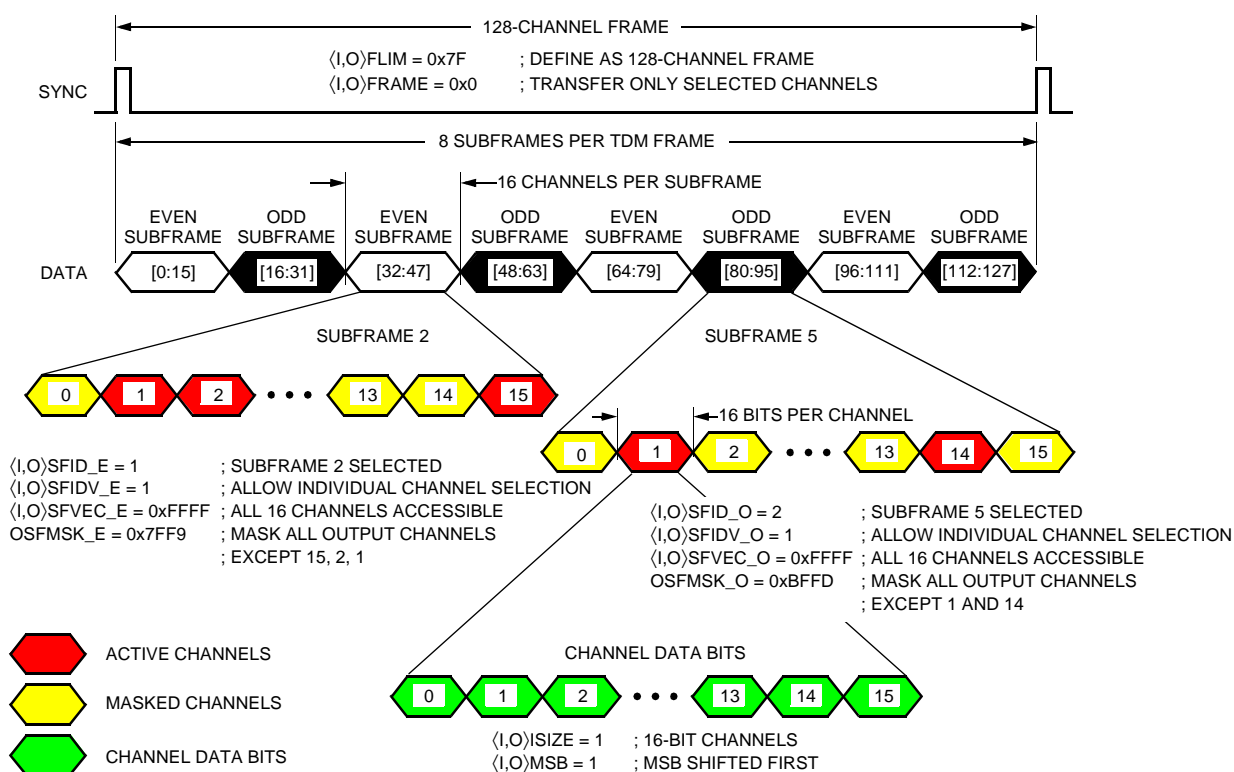 128-CHANNEL FRAME
⟨I,O⟩FLIM = 0x7F ; DEFINE AS 128-CHANNEL FRAME
⟨I,O⟩FRAME = 0x0 ; TRANSFER ONLY SELECTED CHANNELS
SYNC
8 SUBFRAMES PER TDM FRAME
16 CHANNELS PER SUBFRAME
EVEN SUBFRAME
ODD SUBFRAME
EVEN SUBFRAME
ODD SUBFRAME
EVEN SUBFRAME
ODD SUBFRAME
EVEN SUBFRAME
ODD SUBFRAME
DATA [0:15] [16:31] [32:47] [48:63] [64:79] [80:95] [96:111] [112:127]
SUBFRAME 2
SUBFRAME 5
0 1 2 • • • 13 14 15
16 BITS PER CHANNEL
0 1 2 • • • 13 14 15
⟨I,O⟩SFID_E = 1 ; SUBFRAME 2 SELECTED
⟨I,O⟩SFIDV_E = 1 ; ALLOW INDIVIDUAL CHANNEL SELECTION
⟨I,O⟩SFVEC_E = 0xFFFF ; ALL 16 CHANNELS ACCESSIBLE
OSFMSK_E = 0x7FF9 ; MASK ALL OUTPUT CHANNELS
; EXCEPT 15, 2, 1
⟨I,O⟩SFID_O = 2 ; SUBFRAME 5 SELECTED
⟨I,O⟩SFIDV_O = 1 ; ALLOW INDIVIDUAL CHANNEL SELECTION
⟨I,O⟩SFVEC_O = 0xFFFF ; ALL 16 CHANNELS ACCESSIBLE
OSFMSK_O = 0xBFFD ; MASK ALL OUTPUT CHANNELS
; EXCEPT 1 AND 14
ACTIVE CHANNELS
MASKED CHANNELS
CHANNEL DATA BITS
CHANNEL DATA BITS
0 1 2 • • • 13 14 15
⟨I,O⟩ISIZE = 1 ; 16-BIT CHANNELS
⟨I,O⟩MSB = 1 ; MSB SHIFTED FIRST